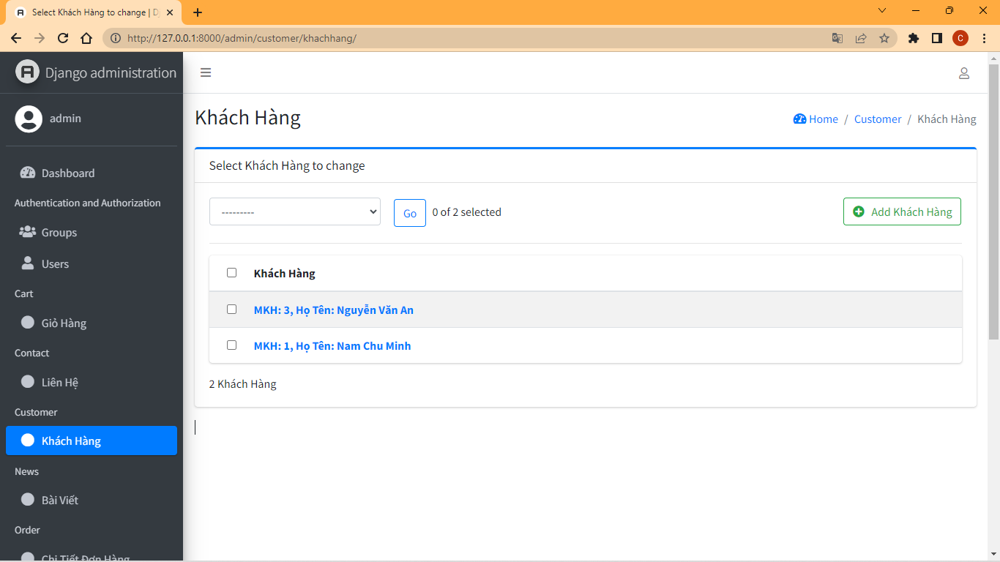 Select Khách Hàng to change | Dj
http://127.0.0.1:8000/admin/customer/khachhang/
C
Django administration
admin
Dashboard
Authentication and Authorization
Groups
Users
Cart
Giỏ Hàng
Contact
Liên Hệ
Customer
Khách Hàng
News
Bài Viết
Order
Chi Tiết Đơn Hàng
Khách Hàng
Home / Customer / Khách Hàng
Select Khách Hàng to change
--------- Go 0 of 2 selected Add Khách Hàng
Khách Hàng
MKH: 3, Họ Tên: Nguyễn Văn An
MKH: 1, Họ Tên: Nam Chu Minh
2 Khách Hàng